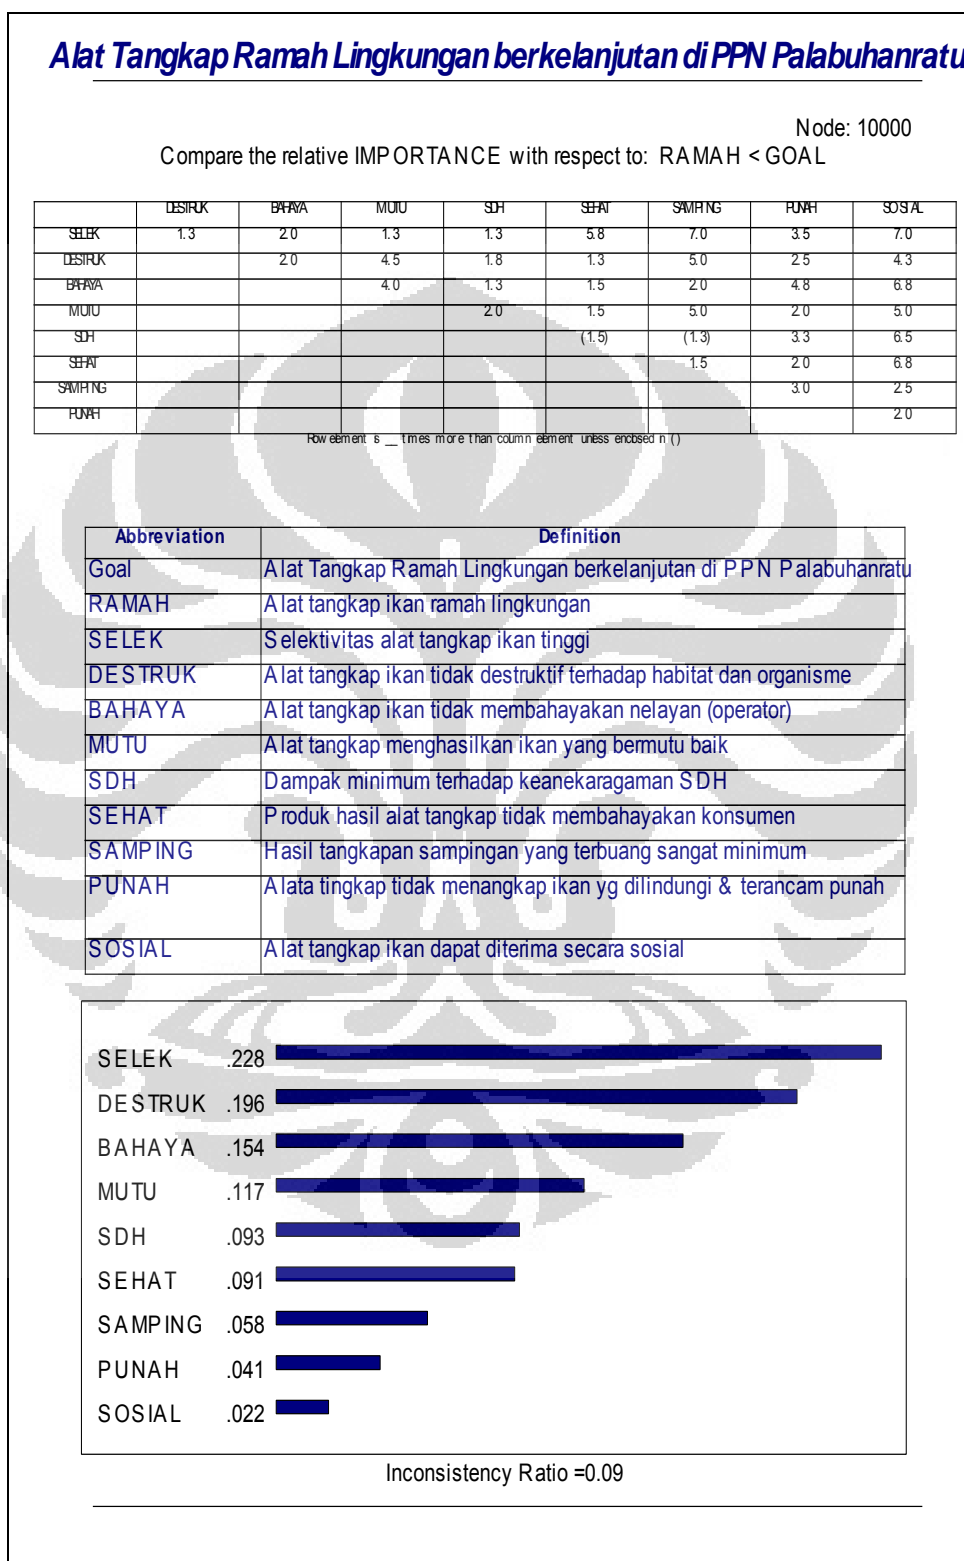 Alat Tangkap Ramah Lingkungan berkelanjutan di PPN Palabuhanratu
Node: 10000
Compare the relative IMPORTANCE with respect to: RAMAH < GOAL
DESTRUK BAHAYA MUTU SDH SEHAT SAMPING PUNAH SOSIAL
SELEK 1.3 2.0 1.3 1.3 5.8 7.0 3.5 7.0
DESTRUK 2.0 4.5 1.8 1.3 5.0 2.5 4.3
BAHAYA 4.0 1.3 1.5 2.0 4.8 6.8
MUTU 2.0 1.5 5.0 2.0 5.0
SDH (1.5) (1.3) 3.3 6.5
SEHAT 1.5 2.0 6.8
SAMPING 3.0 2.5
PUNAH 2.0
Row element is __ times more than column element unless enclosed in ()
Abbreviation Definition
Goal Alat Tangkap Ramah Lingkungan berkelanjutan di PPN Palabuhanratu
RAMAH Alat tangkap ikan ramah lingkungan
SELEK Selektivitas alat tangkap ikan tinggi
DESTRUK Alat tangkap ikan tidak destruktif terhadap habitat dan organisme
BAHAYA Alat tangkap ikan tidak membahayakan nelayan (operator)
MUTU Alat tangkap menghasilkan ikan yang bermutu baik
SDH Dampak minimum terhadap keanekaragaman SDH
SEHAT Produk hasil alat tangkap tidak membahayakan konsumen
SAMPING Hasil tangkapan sampingan yang terbuang sangat minimum
PUNAH Alata tingkap tidak menangkap ikan yg dilindungi & terancam punah
SOSIAL Alat tangkap ikan dapat diterima secara sosial
SELEK .228
DESTRUK .196
BAHAYA .154
MUTU .117
SDH .093
SEHAT .091
SAMPING .058
PUNAH .041
SOSIAL .022
Inconsistency Ratio =0.09